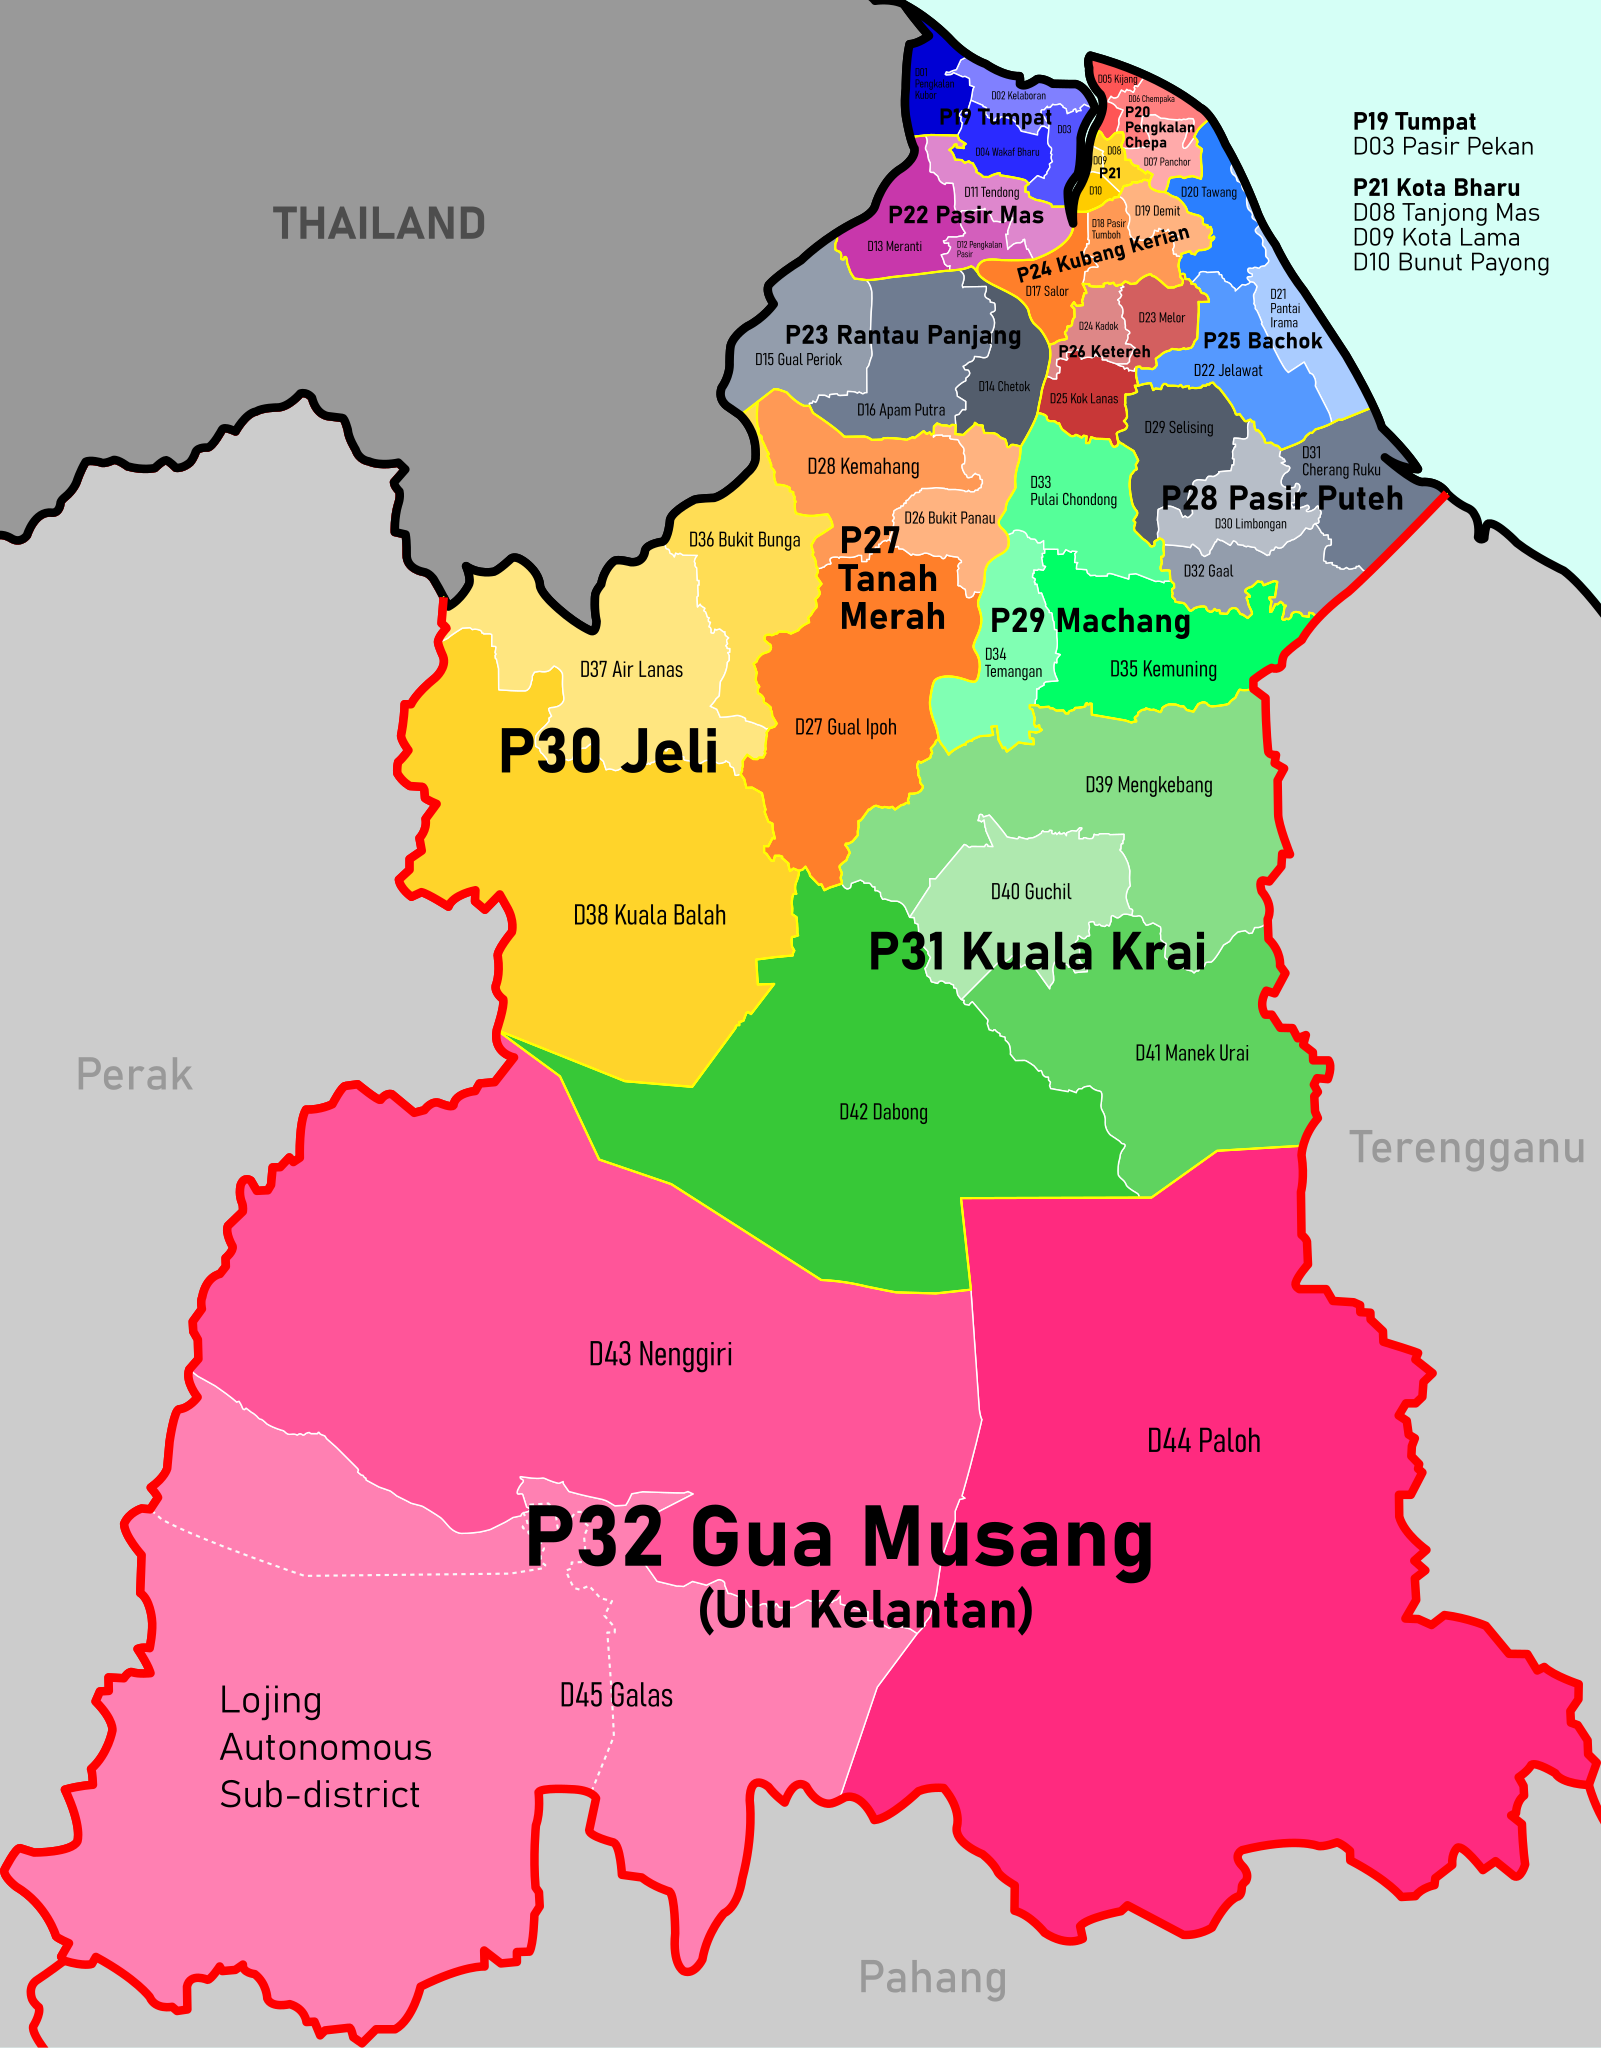 D01
Pengkalan
Kubor
D02 Kelaboran
P19 Tumpat
D03
D04 Wakaf Bharu
D05 Kijang
D06 Chempaka
P20
Pengkalan
Chepa
D07 Panchor
D08
D09
P21
D10
P19 Tumpat
D03 Pasir Pekan
P21 Kota Bharu
D08 Tanjong Mas
D09 Kota Lama
D10 Bunut Payong
THAILAND
D11 Tendong
P22 Pasir Mas
D13 Meranti
D12 Pengkalan
Pasir
D20 Tawang
D19 Demit
D18 Pasir
Tumboh
P24 Kubang Kerian
D17 Salor
D21
Pantai
Irama
P23 Rantau Panjang
D15 Gual Periok
D14 Chetok
D16 Apam Putra
D24 Kadok
D23 Melor
P26 Ketereh
D25 Kok Lanas
P25 Bachok
D22 Jelawat
D29 Selising
D31
Cherang Ruku
P28 Pasir Puteh
D30 Limbongan
D32 Gaal
D28 Kemahang
D26 Bukit Panau
P27
Tanah
Merah
D27 Gual Ipoh
D33
Pulai Chondong
P29 Machang
D34
Temangan
D35 Kemuning
D36 Bukit Bunga
D37 Air Lanas
P30 Jeli
D38 Kuala Balah
D39 Mengkebang
D40 Guchil
P31 Kuala Krai
D41 Manek Urai
D42 Dabong
Perak
Terengganu
D43 Nenggiri
D44 Paloh
P32 Gua Musang
(Ulu Kelantan)
D45 Galas
Lojing
Autonomous
Sub-district
Pahang